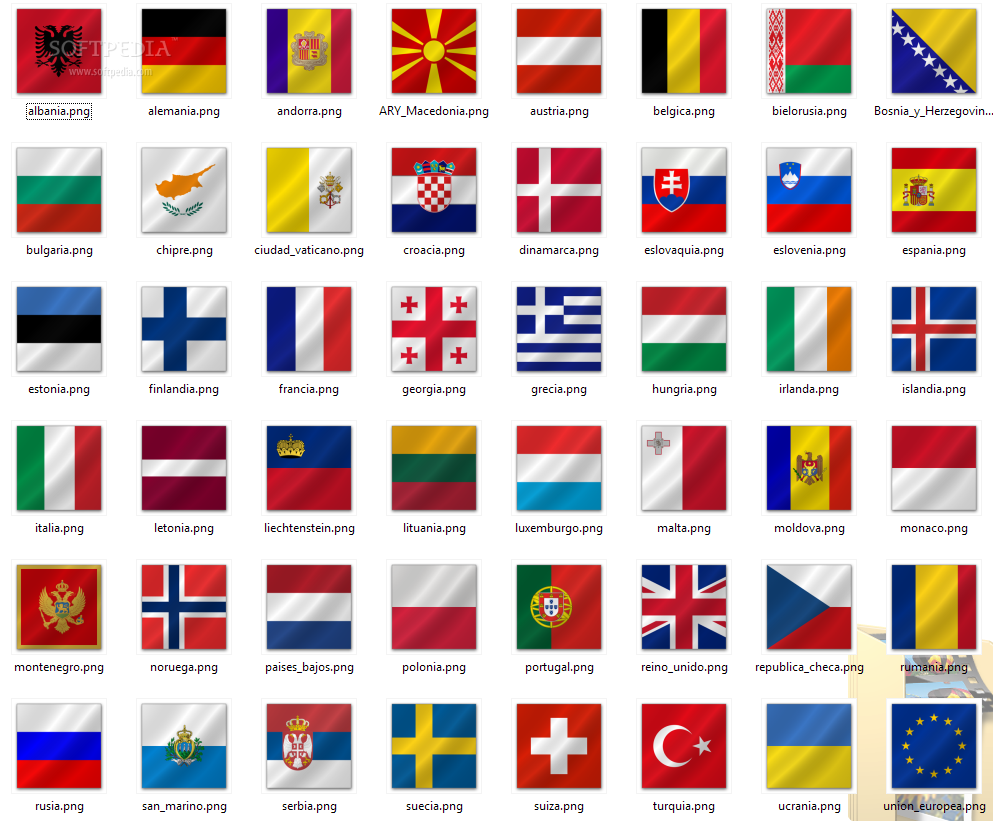 SOFTPEDIA
www.softpedia.com
albania.png
alemania.png
andorra.png
ARY_Macedonia.png
austria.png
belgica.png
bielorusia.png
Bosnia_y_Herzegovin...
bulgaria.png
chipre.png
ciudad_vaticano.png
croacia.png
dinamarca.png
eslovaquia.png
eslovenia.png
espania.png
estonia.png
finlandia.png
francia.png
georgia.png
grecia.png
hungria.png
irlanda.png
islandia.png
italia.png
letonia.png
liechtenstein.png
lituania.png
luxemburgo.png
malta.png
moldova.png
monaco.png
montenegro.png
noruega.png
paises_bajos.png
polonia.png
portugal.png
reino_unido.png
republica_checa.png
rumania.png
rusia.png
san_marino.png
serbia.png
suecia.png
suiza.png
turquia.png
ucrania.png
union_europea.png